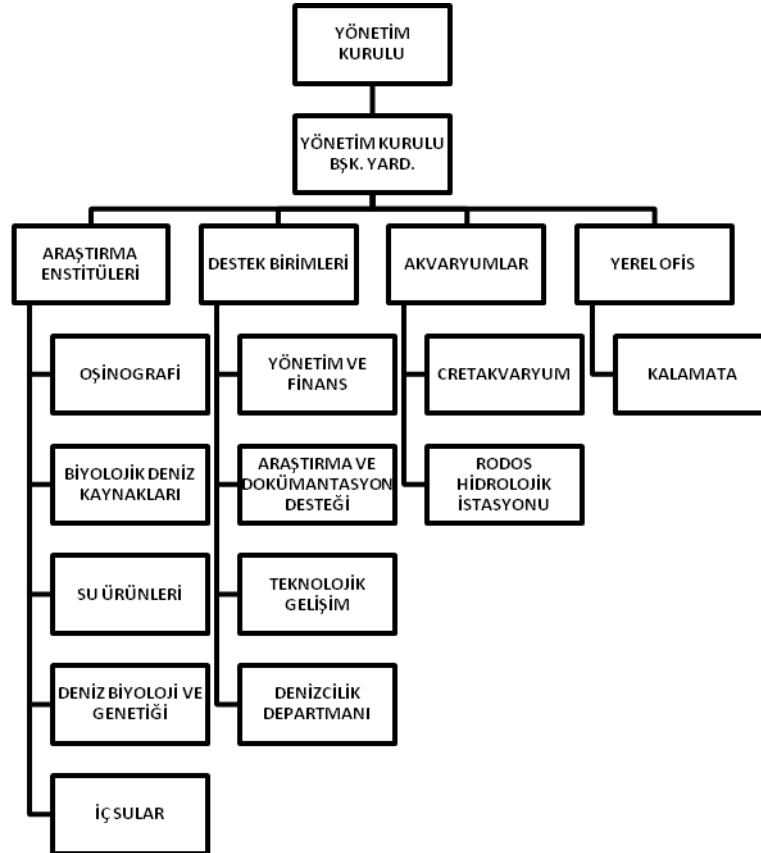 YÖNETİM
KURULU
YÖNETİM KURULU
BŞK. YARD.
ARAŞTIRMA
ENSTİTÜLERİ
DESTEK BİRİMLERİ
AKVARYUMLAR
YEREL OFİS
OŞİNOGRAFİ
BİYOLOJİK DENİZ
KAYNAKLARI
SU ÜRÜNLERİ
DENİZ BİYOLOJİ VE
GENETİĞİ
İÇ SULAR
YÖNETİM VE
FİNANS
ARAŞTIRMA VE
DOKÜMANTASYON
DESTEĞİ
TEKNOLOJİK
GELİŞİM
DENİZCİLİK
DEPARTMANI
CRETAKVARYUM
RODOS
HİDROLOJİK
İSTASYONU
KALAMATA